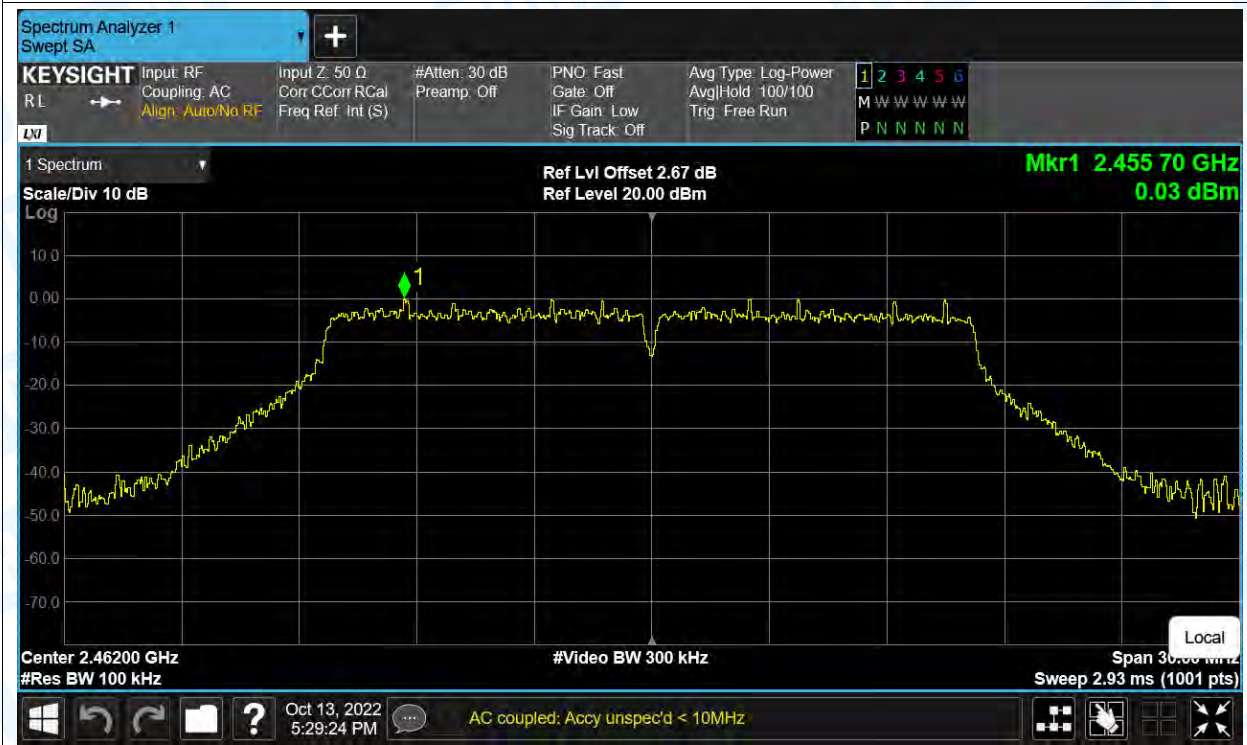 Spectrum Analyzer 1
Swept SA
KEYSIGHT
R L
LXI
Input: RF
Coupling: AC
Align: Auto/No RF
Input Z: 50 Ω
Corr CCorr RCal
Freq Ref: Int (S)
#Atten: 30 dB
Preamp: Off
PNO: Fast
Gate: Off
IF Gain: Low
Sig Track: Off
Avg Type: Log-Power
Avg|Hold: 100/100
Trig: Free Run
1 2 3 4 5 6
M W W W W W
P N N N N N
1 Spectrum
Scale/Div 10 dB
Log
Ref Lvl Offset 2.67 dB
Ref Level 20.00 dBm
Mkr1 2.455 70 GHz
0.03 dBm
1
10.0
0.00
-10.0
-20.0
-30.0
-40.0
-50.0
-60.0
-70.0
Local
Center 2.46200 GHz
#Video BW 300 kHz
Span 30.00 MHz
#Res BW 100 kHz
Sweep 2.93 ms (1001 pts)
?
Oct 13, 2022
5:29:24 PM
AC coupled: Accy unspec'd < 10MHz